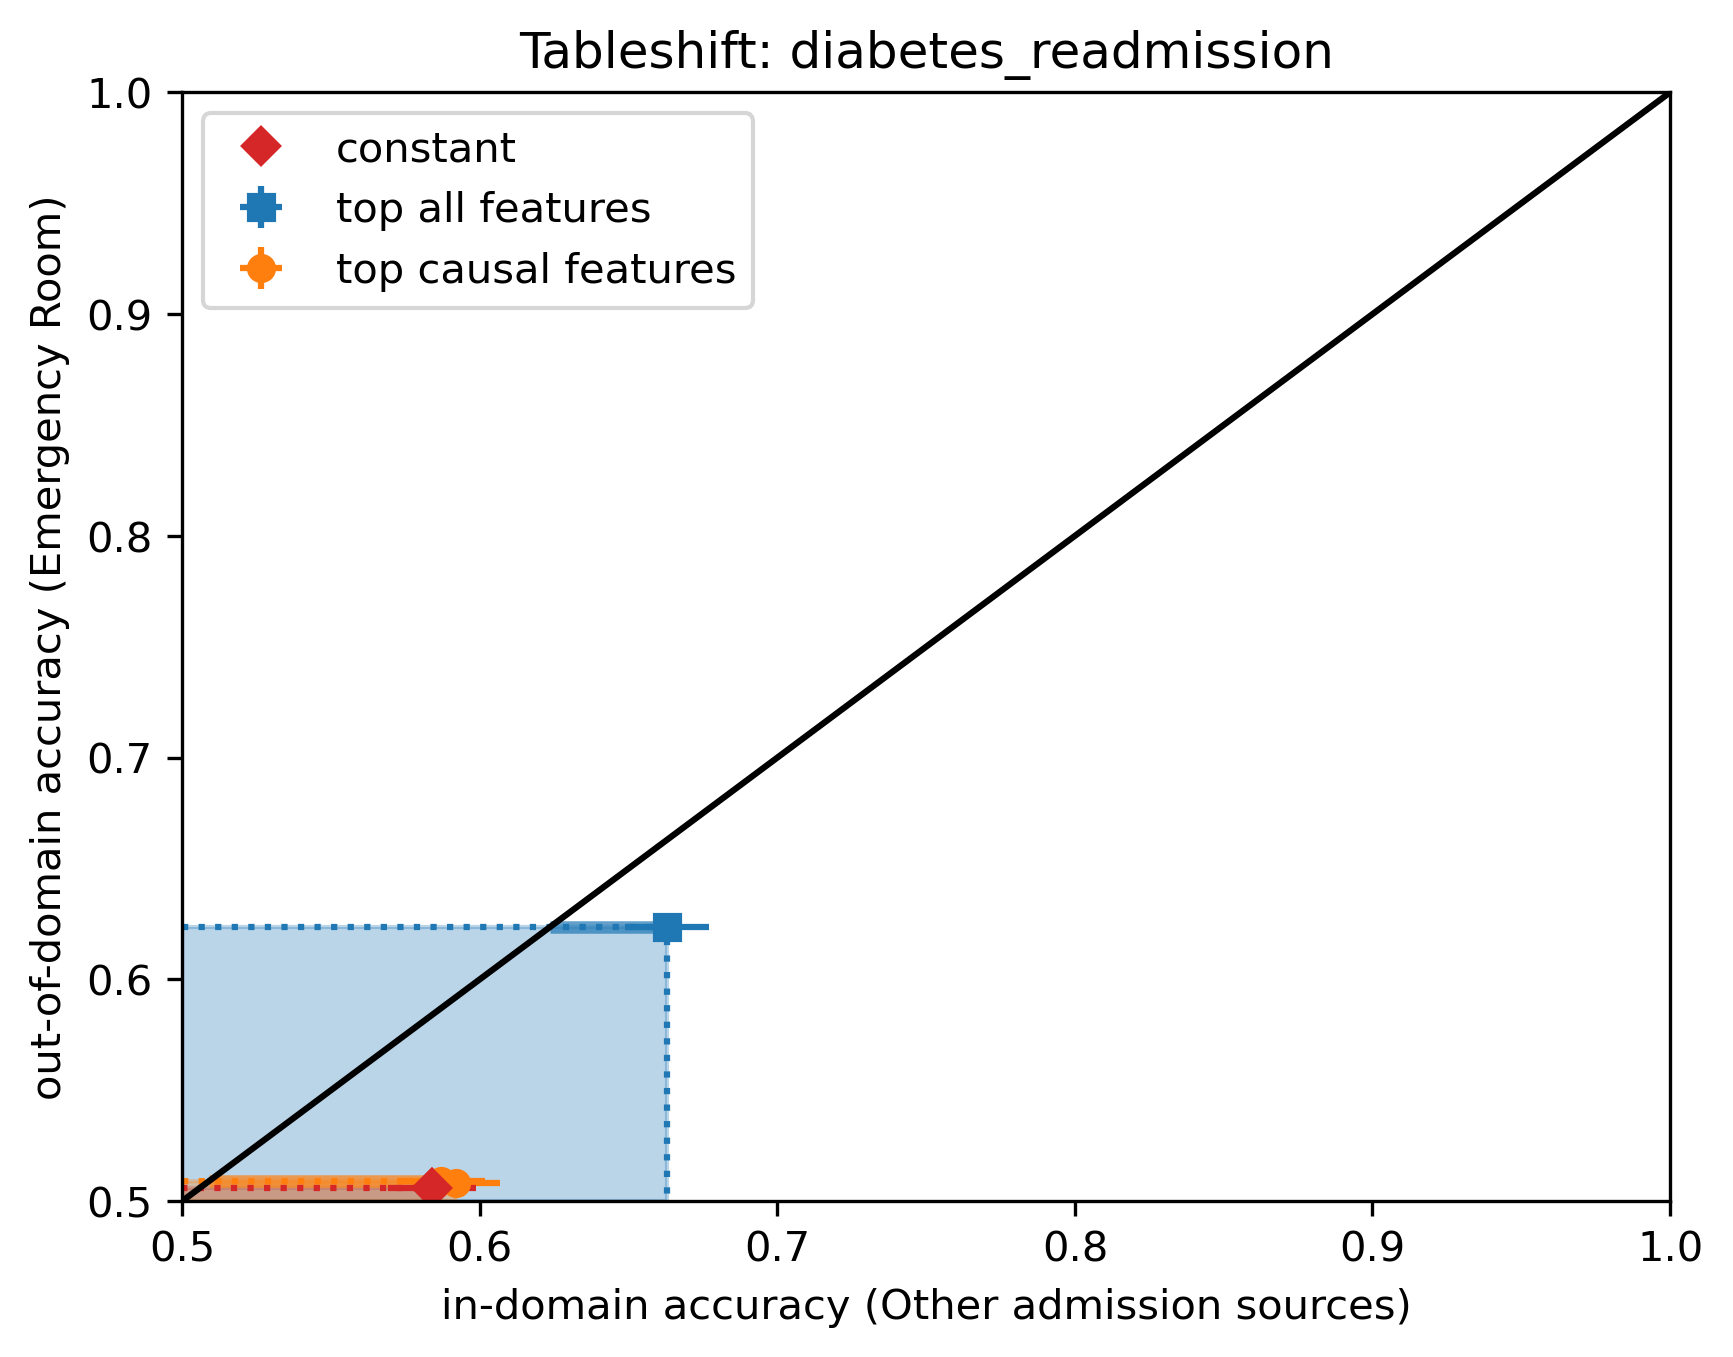 Tableshift: diabetes_readmission
constant
top all features
top causal features
out-of-domain accuracy (Emergency Room)
1.0
0.9
0.8
0.7
0.6
0.5
0.5 0.6 0.7 0.8 0.9 1.0
in-domain accuracy (Other admission sources)